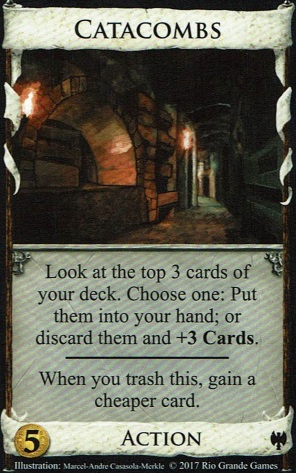 CATACOMBS
Look at the top 3 cards of
your deck. Choose one: Put
them into your hand; or
discard them and +3 Cards.
When you trash this, gain a
cheaper card.
5
ACTION
Illustration: Marcel-Andre Casasola-Merkle © 2017 Rio Grande Games